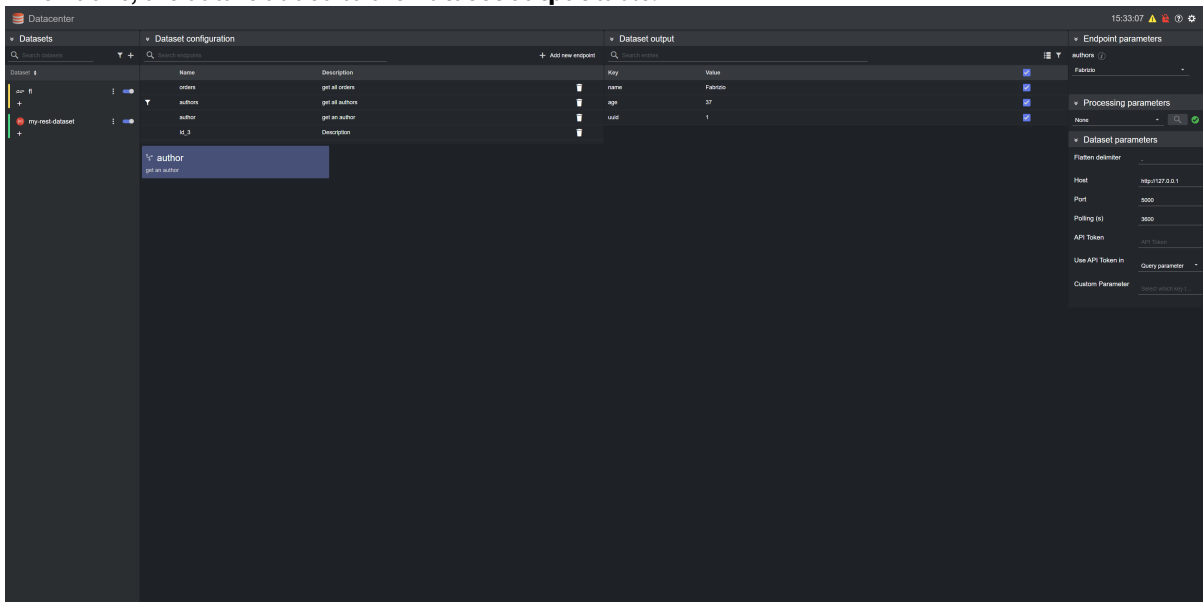 Datacenter
15:33:07
Datasets
Search datasets
Dataset
fl
my-rest-dataset
Dataset configuration
Search endpoint
Add new endpoint
Name Description
orders get all orders
authors get all authors
author get an author
Id_3 Description
author
get an author
Dataset output
Search entries
Key Value
name Fabrizio
age 37
uuid 1
Endpoint parameters
authors
Fabrizio
Processing parameters
None
Dataset parameters
Flatten delimiter .
Host http://127.0.0.1
Port 5000
Polling (s) 3600
API Token API Token
Use API Token in Query parameter
Custom Parameter Select which key t...